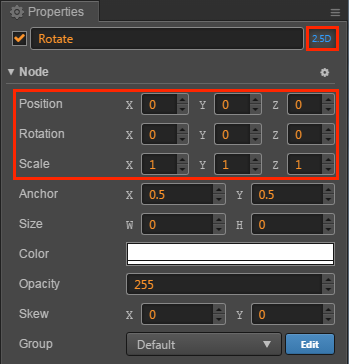 Properties
Rotate 2.5D
Node
Position X 0 Y 0 Z 0
Rotation X 0 Y 0 Z 0
Scale X 1 Y 1 Z 1
Anchor X 0.5 Y 0.5
Size W 0 H 0
Color
Opacity 255
Skew X 0 Y 0
Group Default Edit